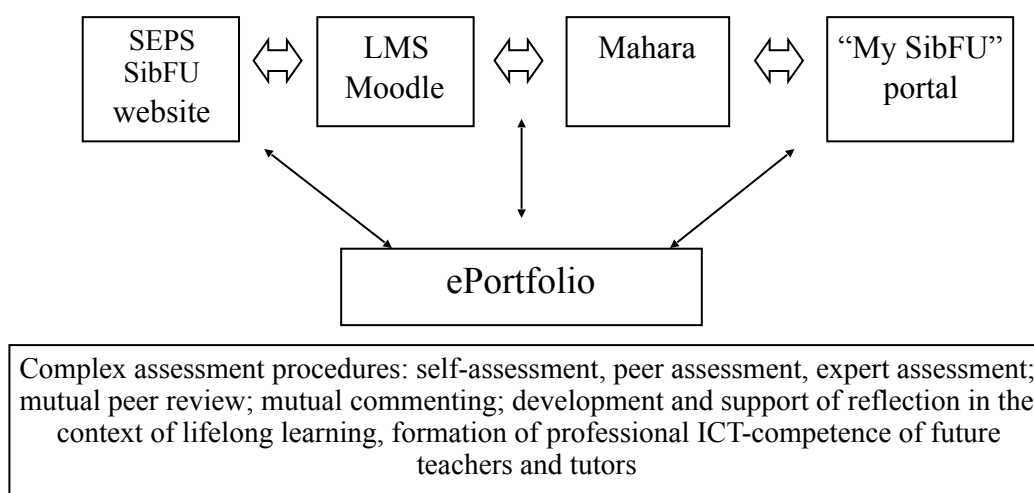 SEPS
SibFU
website
LMS
Moodle
Mahara
“My SibFU”
portal
ePortfolio
Complex assessment procedures: self-assessment, peer assessment, expert assessment;
mutual peer review; mutual commenting; development and support of reflection in the
context of lifelong learning, formation of professional ICT-competence of future
teachers and tutors